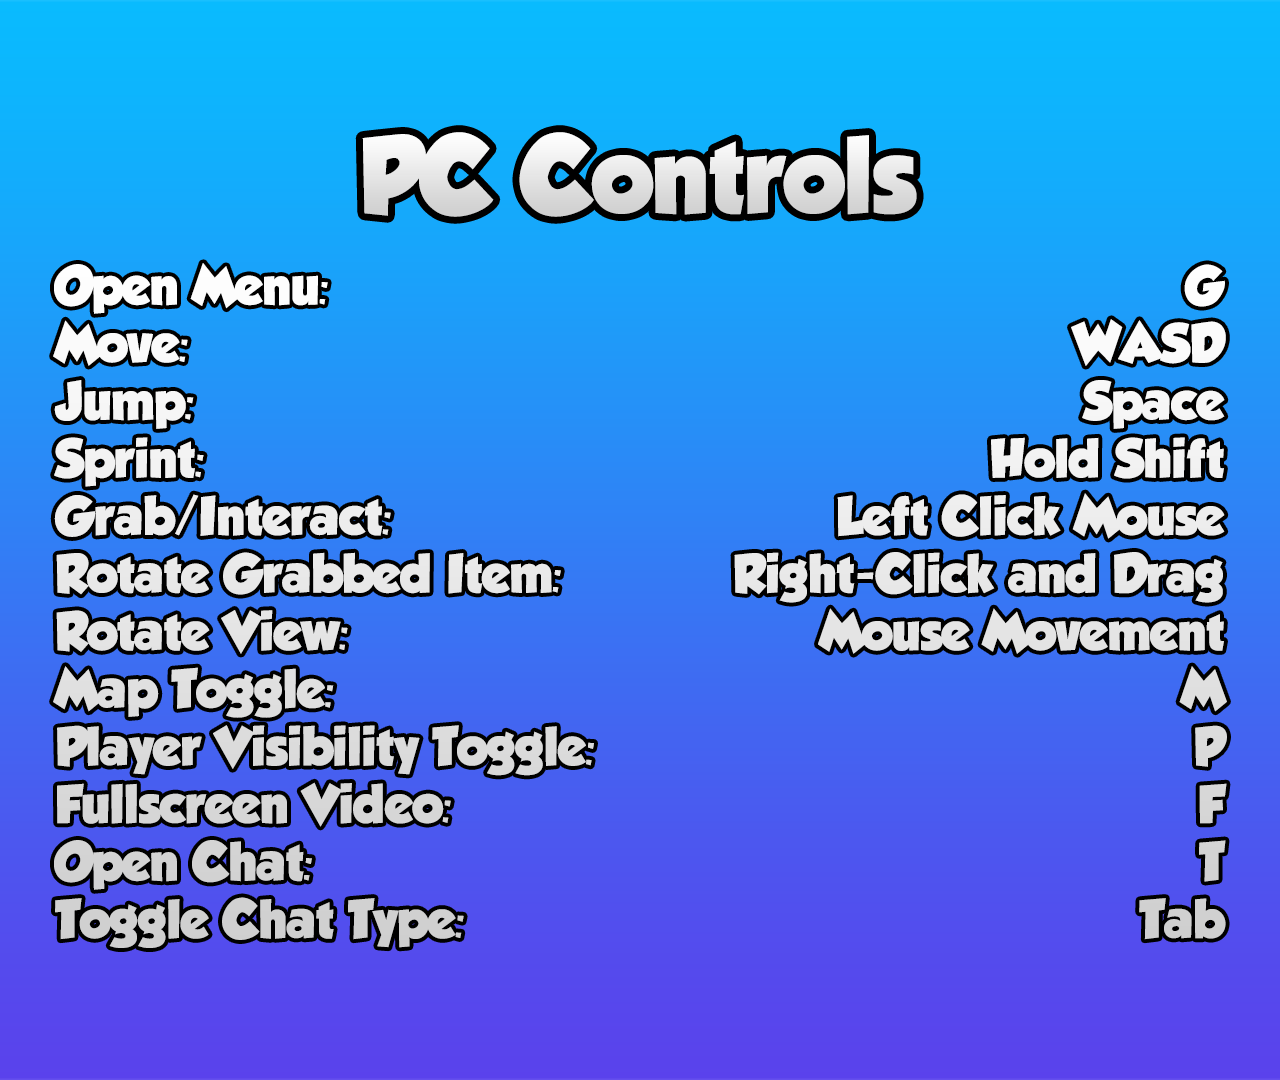 PC Controls
Open Menu: G
Move: WASD
Jump: Space
Sprint: Hold Shift
Grab/Interact: Left Click Mouse
Rotate Grabbed Item: Right-Click and Drag
Rotate View: Mouse Movement
Map Toggle: M
Player Visibility Toggle: P
Fullscreen Video: F
Open Chat: T
Toggle Chat Type: Tab